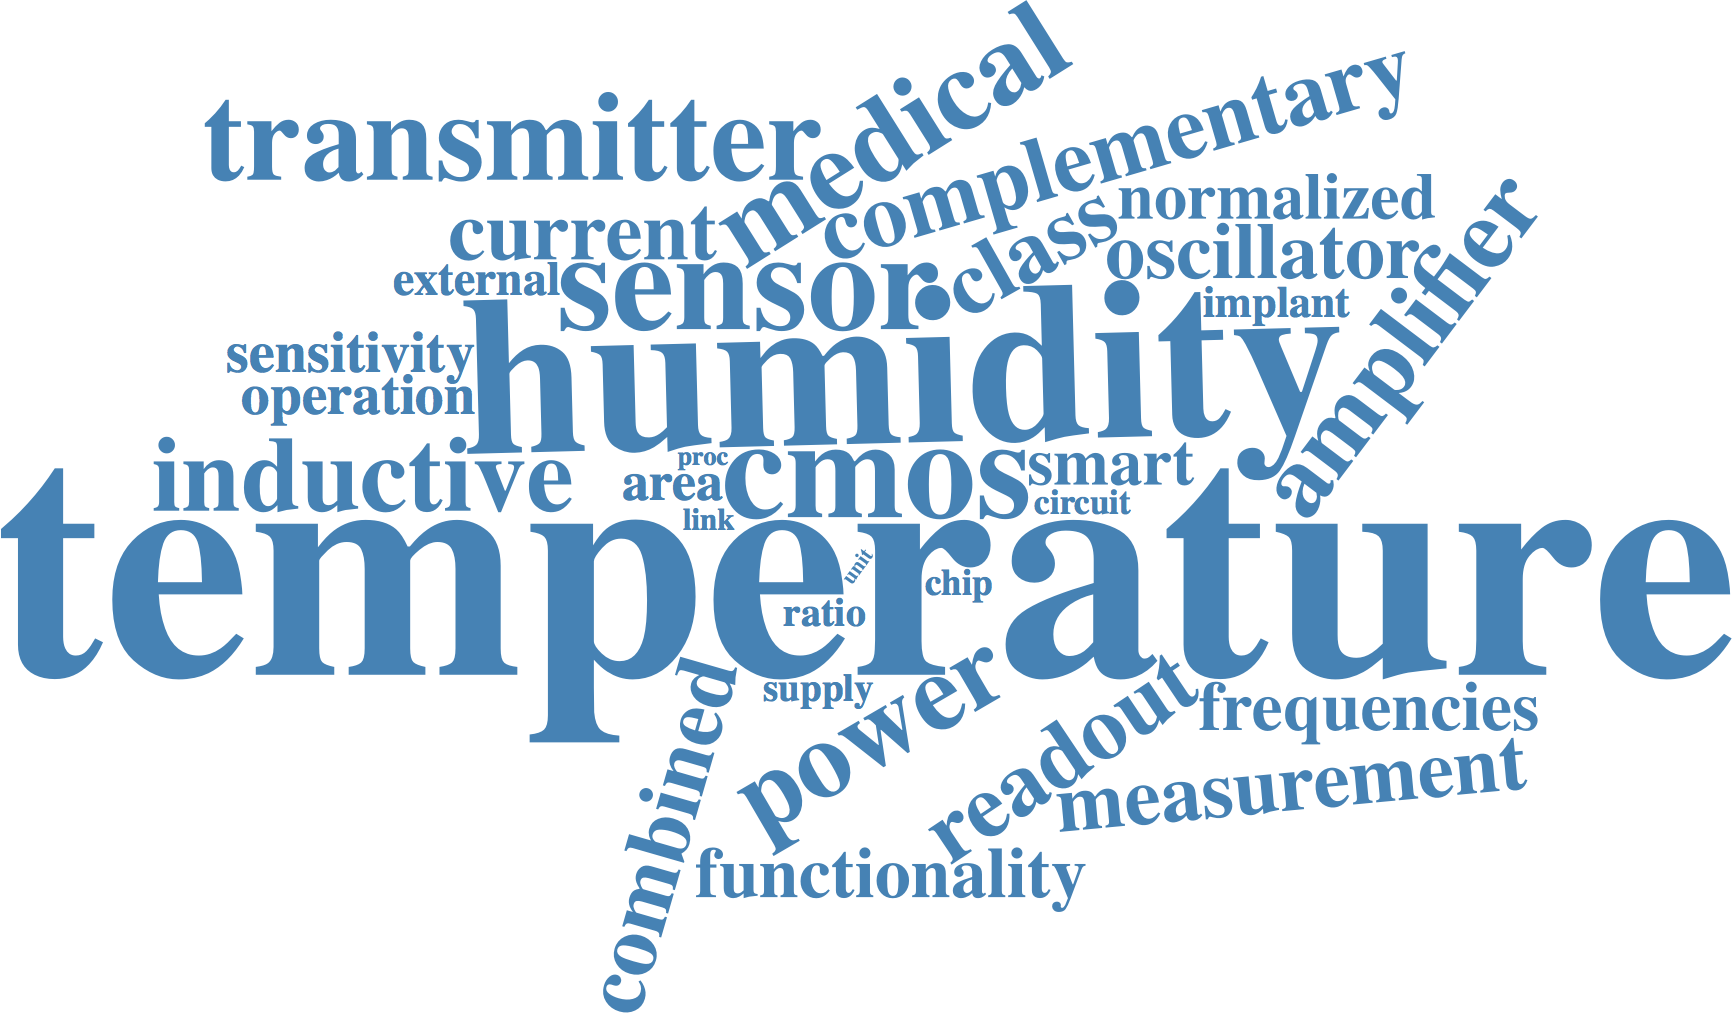 medical
complementary
transmitter
normalized
class
current
oscillator
amplifier
sensor
external
implant
humidity
sensitivity
operation
inductive
proc
cmos
smart
area
circuit
link
temperature
unit
chip
ratio
supply
power
readout
frequencies
combined
measurement
functionality